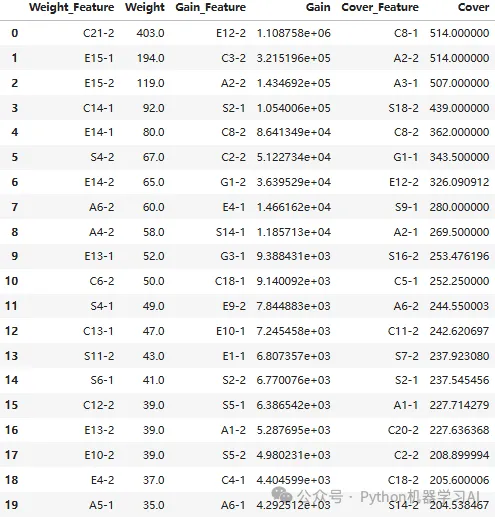 Weight_Feature Weight Gain_Feature Gain Cover_Feature Cover
0 C21-2 403.0 E12-2 1.108758e+06 C8-1 514.000000
1 E15-1 194.0 C3-2 3.215196e+05 A2-2 514.000000
2 E15-2 119.0 A2-2 1.434692e+05 A3-1 507.000000
3 C14-1 92.0 S2-1 1.054006e+05 S18-2 439.000000
4 E14-1 80.0 C8-2 8.641349e+04 C8-2 362.000000
5 S4-2 67.0 C2-2 5.122734e+04 G1-1 343.500000
6 E14-2 65.0 G1-2 3.639529e+04 E12-2 326.090912
7 A6-2 60.0 E4-1 1.466162e+04 S9-1 280.000000
8 A4-2 58.0 S14-1 1.185713e+04 A2-1 269.500000
9 E13-1 52.0 G3-1 9.388431e+03 S16-2 253.476196
10 C6-2 50.0 C18-1 9.140092e+03 C5-1 252.250000
11 S4-1 49.0 E9-2 7.844883e+03 A6-2 244.550003
12 C13-1 47.0 E10-1 7.245458e+03 C11-2 242.620697
13 S11-2 43.0 E1-1 6.807357e+03 S7-2 237.923080
14 S6-1 41.0 S2-2 6.770076e+03 S2-1 237.545456
15 C12-2 39.0 S5-1 6.386542e+03 A1-1 227.714279
16 E13-2 39.0 A1-2 5.287695e+03 C20-2 227.636368
17 E10-2 39.0 S5-2 4.980231e+03 C2-2 208.899994
18 E4-2 37.0 C4-1 4.404599e+03 C18-2 205.600006
19 A5-1 35.0 A6-1 4.292512e+03 S14-2 204.538467
公众号 · Python机器学习AI